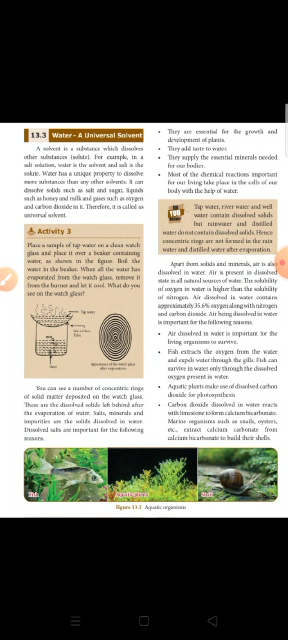 13.3 Water - A Universal Solvent
A solvent is a substance which dissolves
other substances (solute). For example, in a
salt solution, water is the solvent and salt is the
solute. Water has a unique property to dissolve
more substances than any other solvents. It can
dissolve solids such as salt and sugar, liquids
such as honey and milk and gases such as oxygen
and carbon dioxide in it. Therefore, it is called as
universal solvent.
Activity 3
Place a sample of tap water on a clean watch
glass and place it over a beaker containing
water, as shown in the figure. Boil the
water in the beaker. When all the water has
evaporated from the watch glass, remove it
from the burner and let it cool. What do you
see on the watch glass?
Tap water
Appearance of the watch glass
after evaporation
You can see a number of concentric rings
of solid matter deposited on the watch glass.
These are the dissolved solids left behind after
the evaporation of water. Salts, minerals and
impurities are the solids dissolved in water.
Dissolved salts are important for the following
reasons.
• They are essential for the growth and
development of plants.
• They add taste to water.
• They supply the essential minerals needed
for our bodies.
• Most of the chemical reactions important
for our living take place in the cells of our
body with the help of water.
YOU
Tap water, river water and well
water contain dissolved solids
but rainwater and distilled
water do not contain dissolved solids. Hence
concentric rings are not formed in the rain
water and distilled water after evaporation.
Apart from solids and minerals, air is also
dissolved in water. Air is present in dissolved
state in all natural sources of water. The solubility
of oxygen in water is higher than the solubility
of nitrogen. Air dissolved in water contains
approximately 35.6% oxygen along with nitrogen
and carbon dioxide. Air being dissolved in water
is important for the following reasons.
• Air dissolved in water is important for the
living organisms to survive.
• Fish extracts the oxygen from the water
and expels water through the gills. Fish can
survive in water only through the dissolved
oxygen present in water.
• Aquatic plants make use of dissolved carbon
dioxide for photosynthesis
• Carbon dioxide dissolved in water reacts
with limestone to form calcium bicarbonate.
Marine organisms such as snails, oysters,
etc., extract calcium carbonate from
calcium bicarbonate to build their shells.
Fish
Aquatic plants
Snail
Figure 13.5 Aquatic organisms